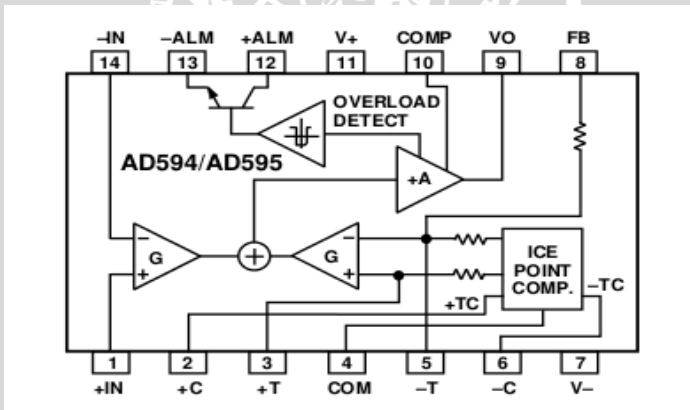 –IN –ALM +ALM V+ COMP VO FB
14 13 12 11 10 9 8
OVERLOAD
DETECT
AD594/AD595
+A
– –
G G
+ +
ICE
POINT
COMP.
–TC
+TC
1 2 3 4 5 6 7
+IN +C +T COM –T –C V–